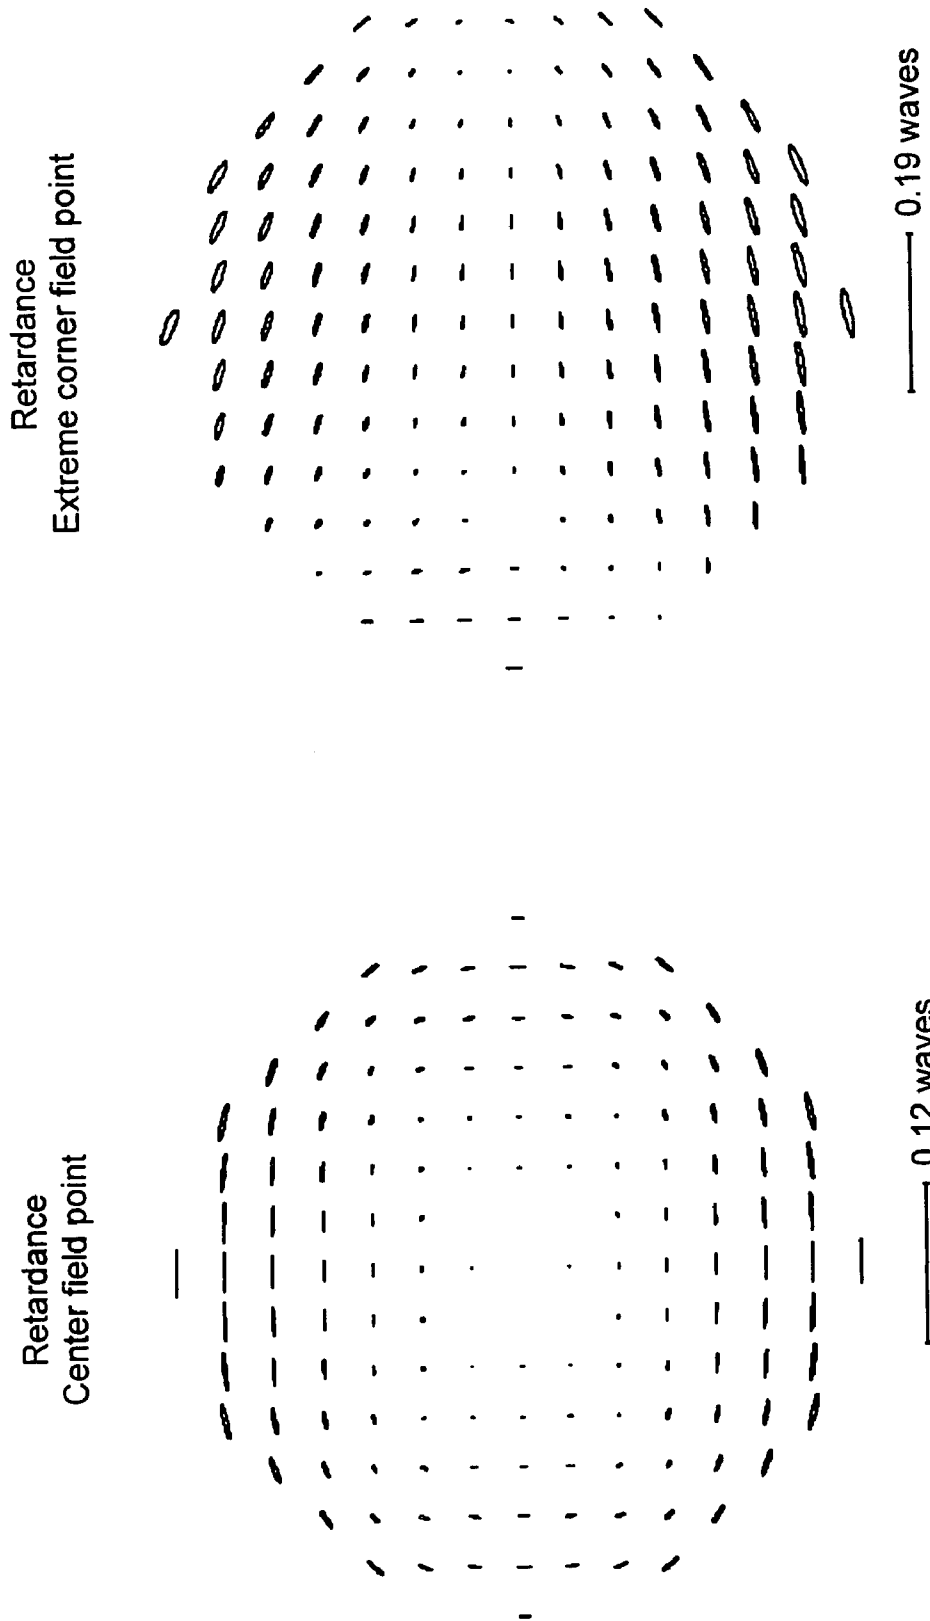 Retardance
Extreme corner field point
0.19 waves
Retardance
Center field point
0.12 waves